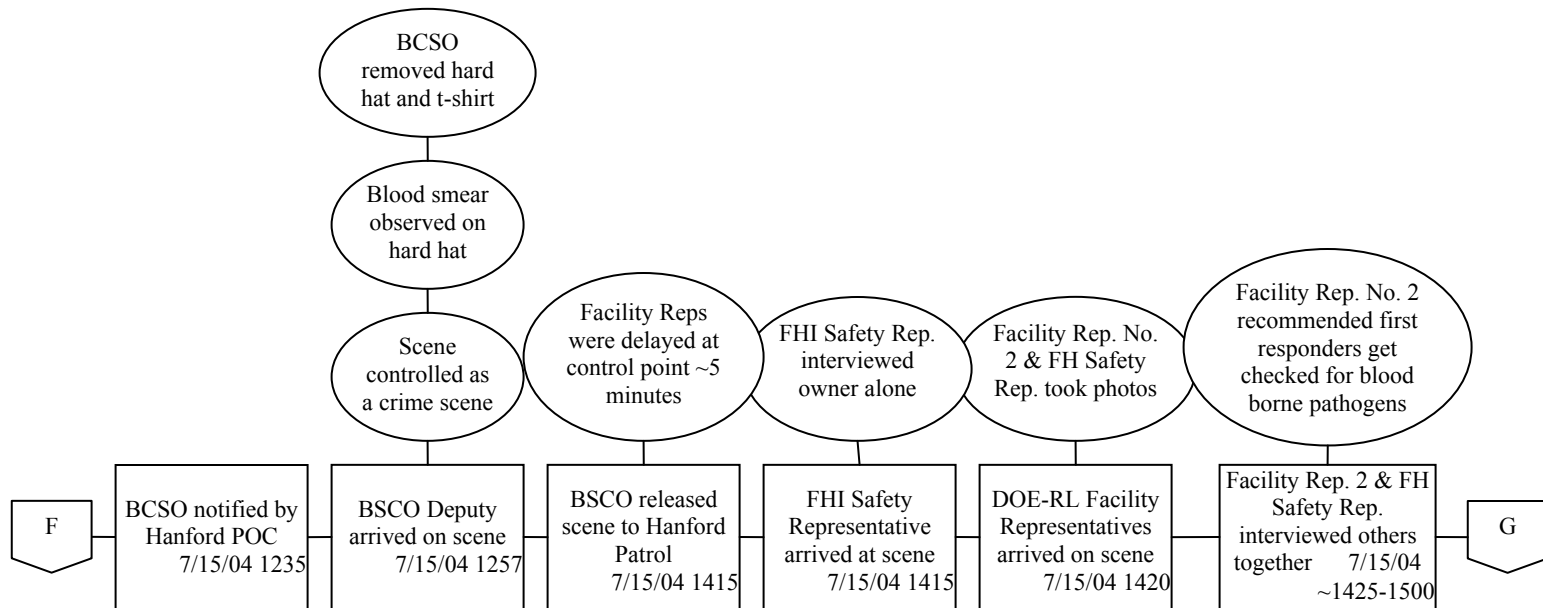 BCSO
removed hard
hat and t-shirt
Blood smear
observed on
hard hat
Scene
controlled as
a crime scene
Facility Reps
were delayed at
control point ~5
minutes
FHI Safety Rep.
interviewed
owner alone
Facility Rep. No.
2 & FH Safety
Rep. took photos
Facility Rep. No. 2
recommended first
responders get
checked for blood
borne pathogens
F
BCSO notified by
Hanford POC
7/15/04 1235
BSCO Deputy
arrived on scene
7/15/04 1257
BSCO released
scene to Hanford
Patrol
7/15/04 1415
FHI Safety
Representative
arrived at scene
7/15/04 1415
DOE-RL Facility
Representatives
arrived on scene
7/15/04 1420
Facility Rep. 2 & FH
Safety Rep.
interviewed others
together 7/15/04
~1425-1500
G